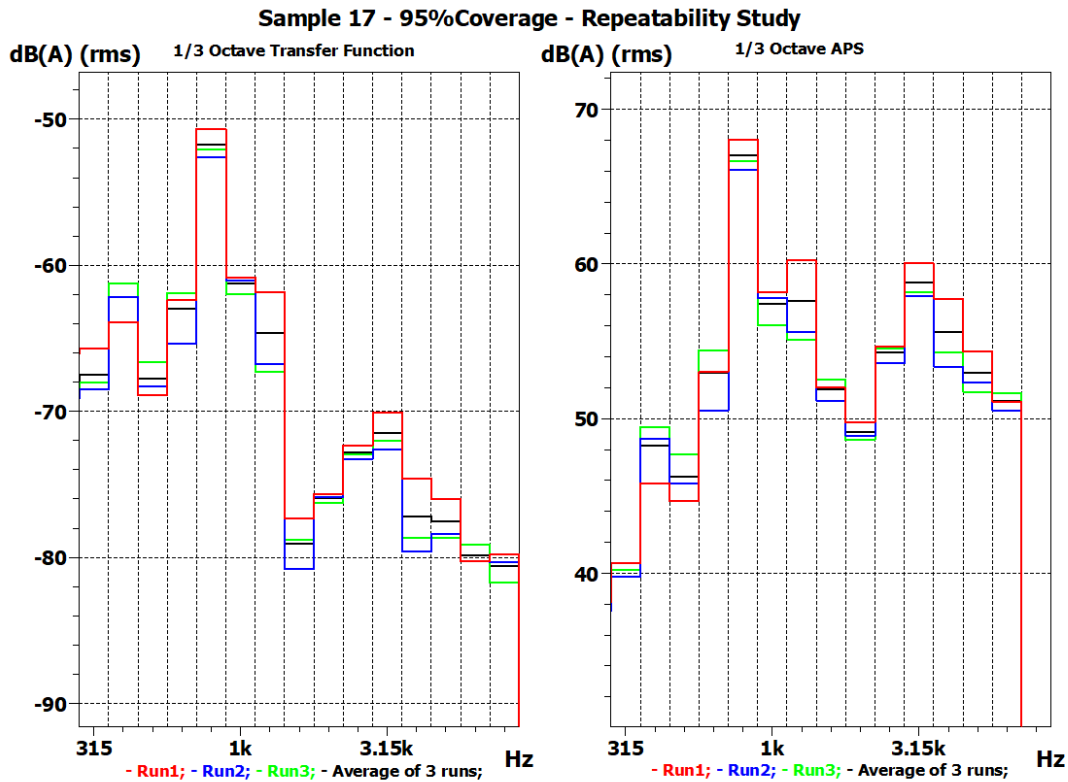 Sample 17 - 95%Coverage - Repeatability Study
dB(A) (rms)
1/3 Octave Transfer Function
-50
-60
-70
-80
-90
315
1k
3.15k
Hz
- Run1; - Run2; - Run3; - Average of 3 runs;
dB(A) (rms)
1/3 Octave APS
70
60
50
40
315
1k
3.15k
Hz
- Run1; - Run2; - Run3; - Average of 3 runs;